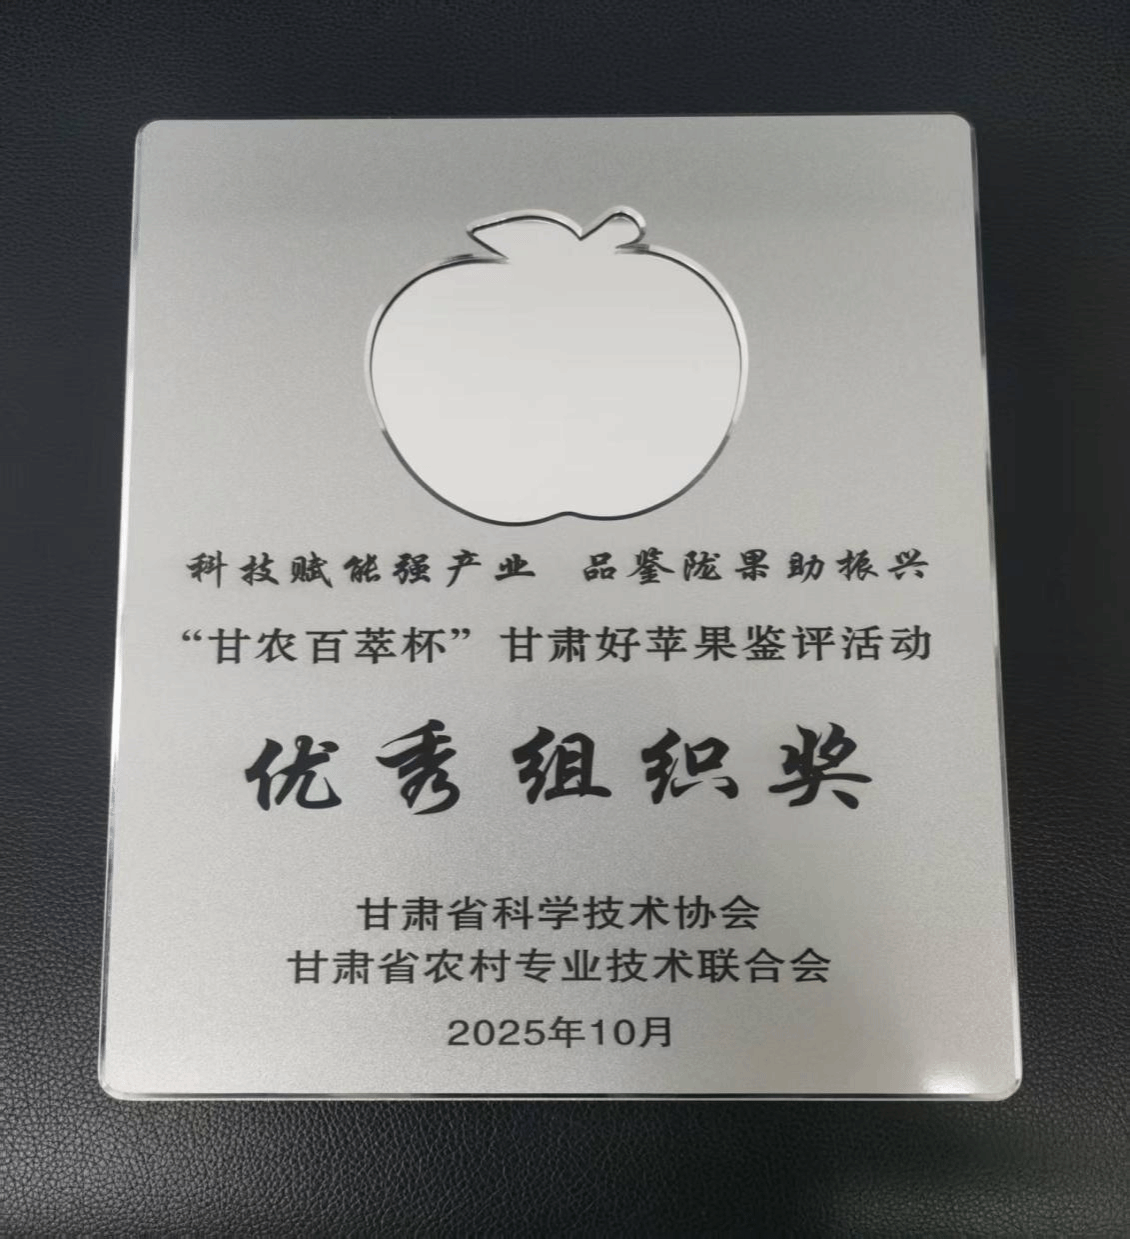 科技赋能强产业 品鉴陇果助振兴
“甘农百萃杯”甘肃好苹果鉴评活动
优秀组织奖
甘肃省科学技术协会
甘肃省农村专业技术联合会
2025年10月